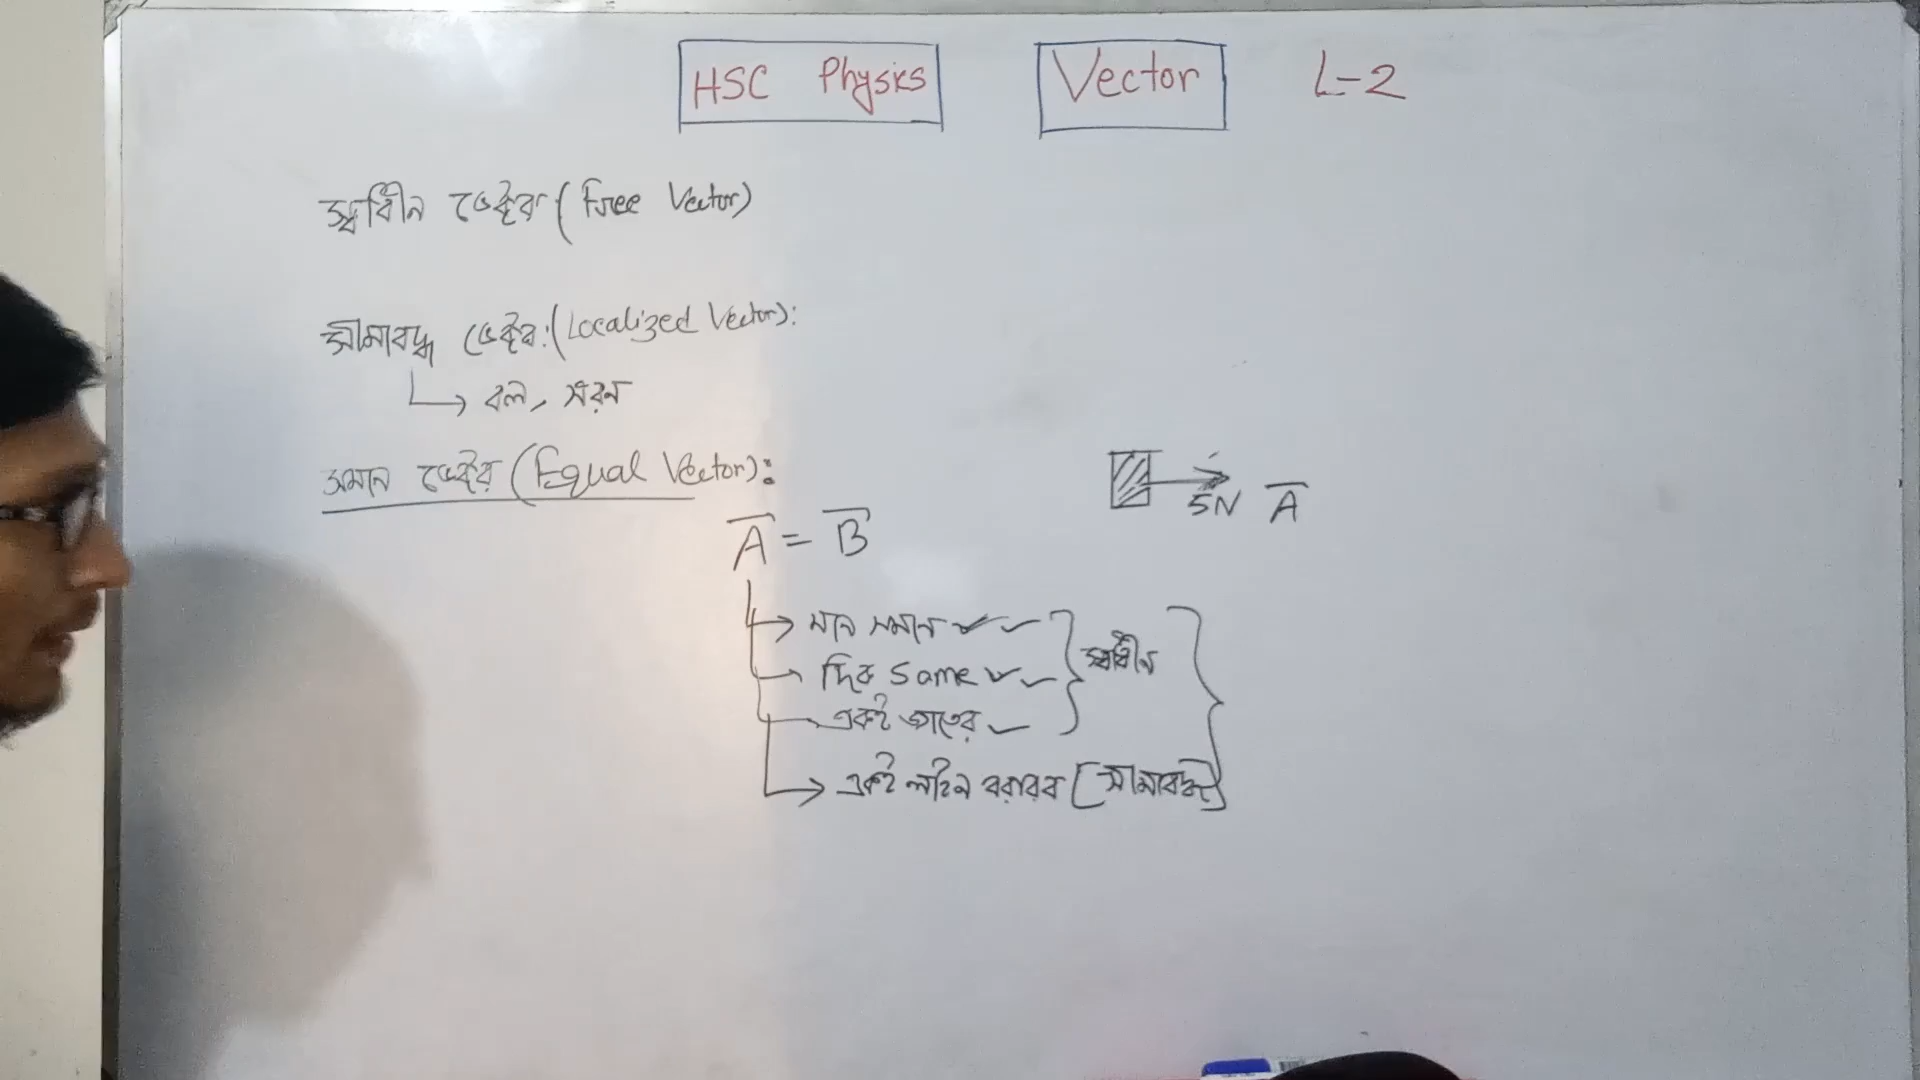 HSC Physics Vector L-2
স্বাধীন ভেক্টর (Free Vector)
সীমাবদ্ধ ভেক্টর: (Localized Vector):
বল, সরন
সমান ভেক্টর (Equal Vector):
5N A
A = B
মান সমান
দিক Same
স্বাধীন
একই জাতের
একই লাইন বরাবর [সীমাবদ্ধ]